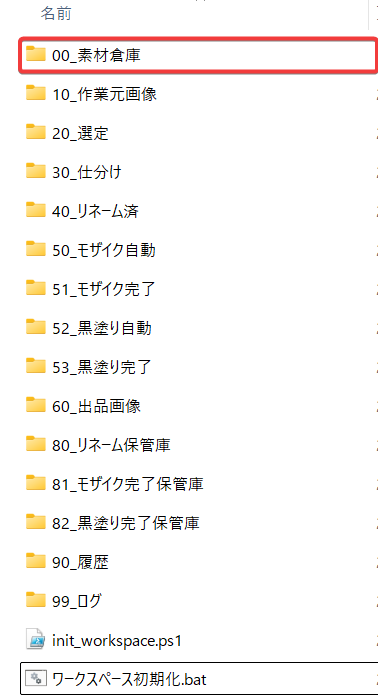 名前
00_素材倉庫
10_作業元画像
20_選定
30_仕分け
40_リネーム済
50_モザイク自動
51_モザイク完了
52_黒塗り自動
53_黒塗り完了
60_出品画像
80_リネーム保管庫
81_モザイク完了保管庫
82_黒塗り完了保管庫
90_履歴
99_ログ
init_workspace.ps1
ワークスペース初期化.bat